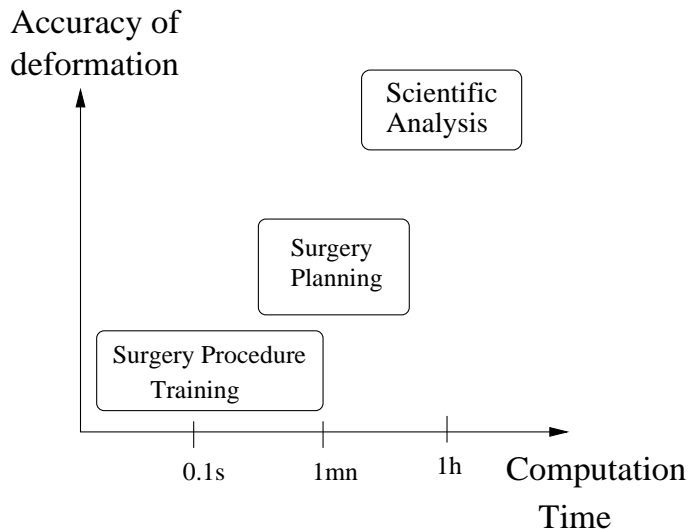 Accuracy of
deformation
Scientific
Analysis
Surgery
Planning
Surgery Procedure
Training
0.1s
1mn
1h
Computation
Time